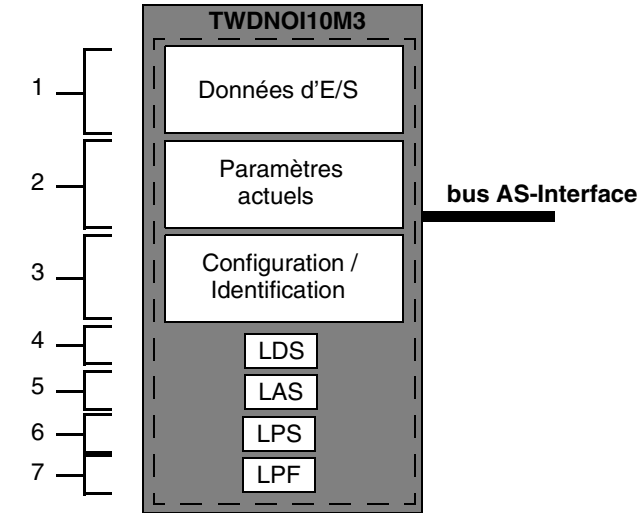 TWDNOI10M3
1
Données d'E/S
2
Paramètres
actuels
bus AS-Interface
3
Configuration /
Identification
4
LDS
5
LAS
6
LPS
7
LPF